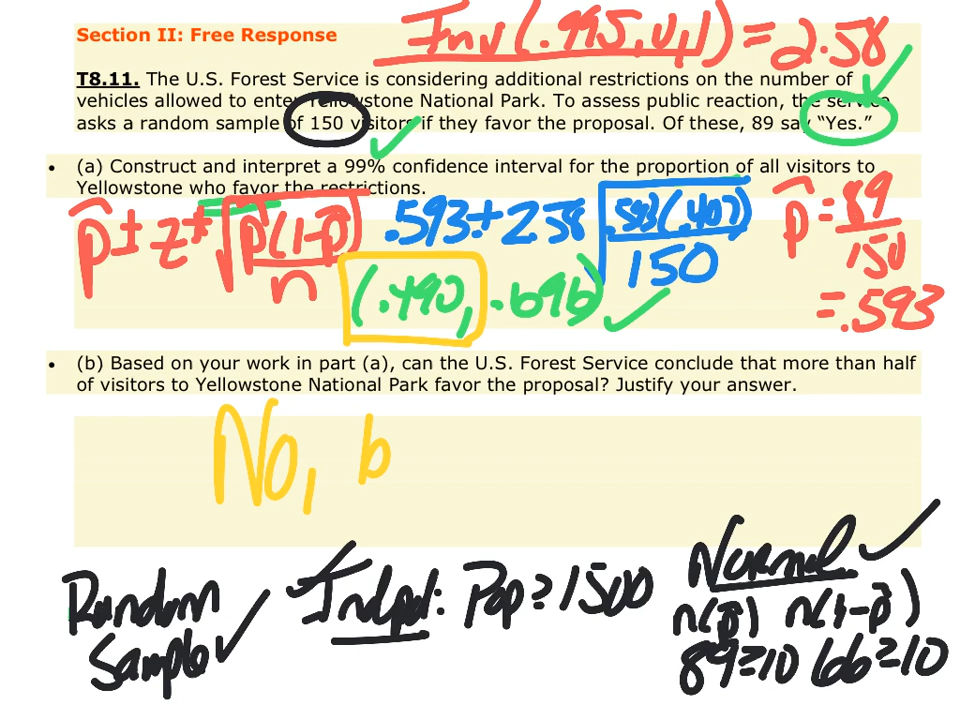 Section II: Free Response
Inv(.995,0,1) = 2.58
T8.11. The U.S. Forest Service is considering additional restrictions on the number of
vehicles allowed to enter Yellowstone National Park. To assess public reaction, the service
asks a random sample of 150 visitors if they favor the proposal. Of these, 89 say “Yes.”
• (a) Construct and interpret a 99% confidence interval for the proportion of all visitors to
Yellowstone who favor the restrictions.
p̂ ± z* √(p̂(1-p̂)/n) .593 ± 2.58 √(.593(.407)/150) p̂ = 89/150
(.490, .696) = .593
• (b) Based on your work in part (a), can the U.S. Forest Service conclude that more than half
of visitors to Yellowstone National Park favor the proposal? Justify your answer.
No, b
Random Indpt: Pop ≥ 1500 Normal
Sample n(p̂) n(1-p̂)
89≥10 66≥10